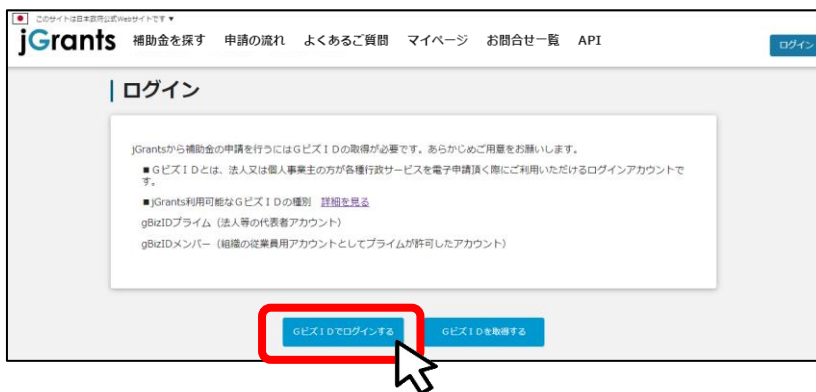 このサイトは日本政府公式Webサイトです ▼
jGrants 補助金を探す 申請の流れ よくあるご質問 マイページ お問合せ一覧 API ログイン
ログイン
jGrantsから補助金の申請を行うにはGビズIDの取得が必要です。あらかじめご用意をお願いします。
■GビズIDとは、法人又は個人事業主の方が各種行政サービスを電子申請頂く際にご利用いただけるログインアカウントで
す。
■jGrants利用可能なGビズIDの種別 詳細を見る
gBizIDプライム（法人等の代表者アカウント）
gBizIDメンバー（組織の従業員用アカウントとしてプライムが許可したアカウント）
GビズIDでログインする GビズIDを取得する